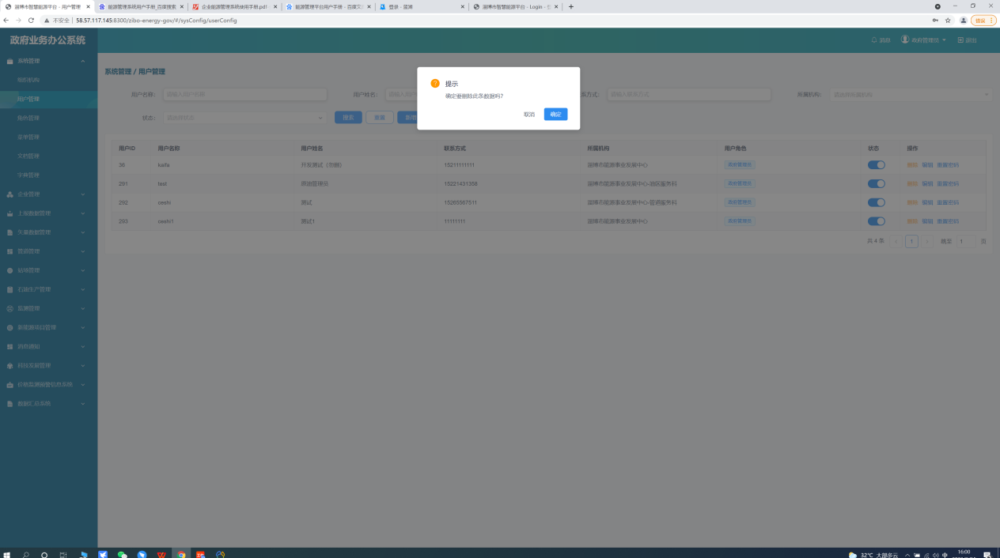 淄博市智慧能源平台 - 用户管理
能源管理系统用户手册_百度搜索
企业能源管理系统使用手册.pdf-
能源管理平台用户手册 - 百度文
登录 - 蓝湖
淄博市智慧能源平台 - Login -
不安全 | 58.57.117.145:8300/zibo-energy-gov/#/sysConfig/userConfig
错误
政府业务办公系统
消息
政府管理员
退出
系统管理
组织机构
用户管理
角色管理
菜单管理
文档管理
字典管理
企业管理
上报数据管理
矢量数据管理
管道管理
站场管理
石油生产管理
监测管理
新能源项目管理
消息通知
科技发展管理
价格监测预警信息系统
数据汇总系统
系统管理 / 用户管理
用户名称: 请输入用户名称
用户姓名: 请输入用户
系方式: 请输入联系方式
所属机构: 请选择所属机构
状态: 请选择状态
搜索
重置
新增
提示
确定要删除此条数据吗?
取消
确定
用户ID 用户名称 用户姓名 联系方式 所属机构 用户角色 状态 操作
36 kaifa 开发测试（勿删） 15211111111 淄博市能源事业发展中心 政府管理员 删除 编辑 重置密码
291 test 质油管理员 15221431358 淄博市能源事业发展中心-油区服务科 政府管理员 删除 编辑 重置密码
292 ceshi 测试 15265567511 淄博市能源事业发展中心-管道服务科 政府管理员 删除 编辑 重置密码
293 ceshi1 测试1 11111111 淄博市能源事业发展中心 政府管理员 删除 编辑 重置密码
共 4 条 1 跳至 1 页
32°C 大部多云
中
16:00